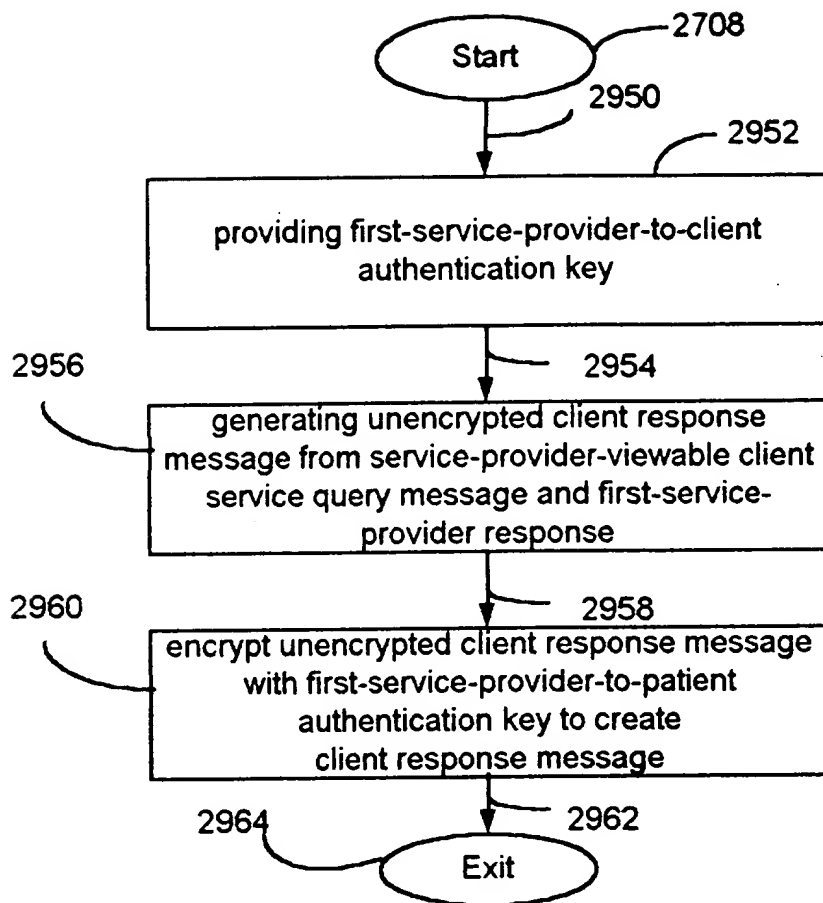 Start
2708
2950
2952
providing first-service-provider-to-client
authentication key
2954
2956
generating unencrypted client response
message from service-provider-viewable client
service query message and first-service-
provider response
2958
2960
encrypt unencrypted client response message
with first-service-provider-to-patient
authentication key to create
client response message
2962
2964
Exit